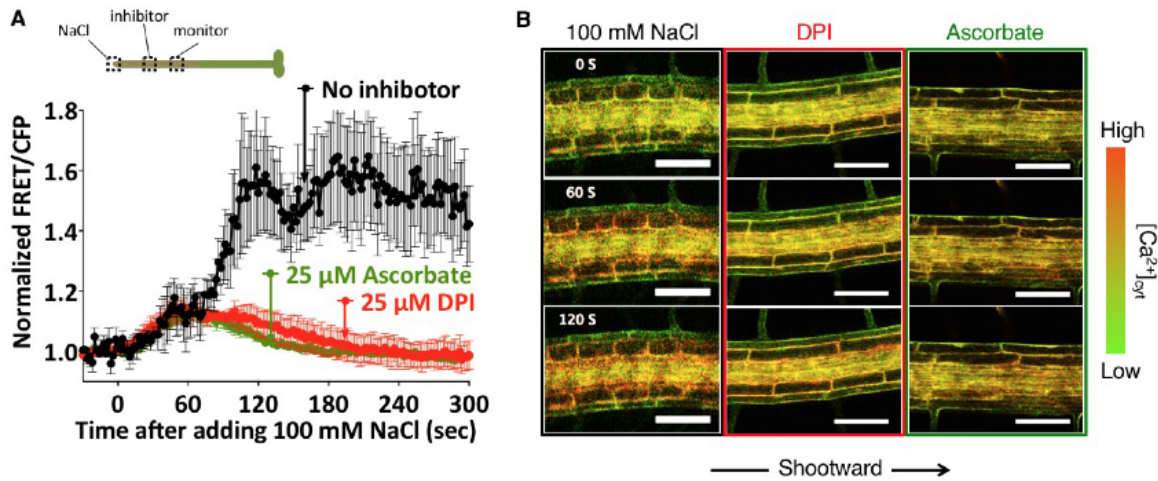 A
NaCl
inhibitor
monitor
Normalized FRET/CFP
1.8
1.6
1.4
1.2
1.0
No inhibotor
25 µM Ascorbate
25 µM DPI
0 60 120 180 240 300
Time after adding 100 mM NaCl (sec)
B
100 mM NaCl DPI Ascorbate
0 S
60 S
120 S
High
[Ca²⁺]cyt
Low
Shootward